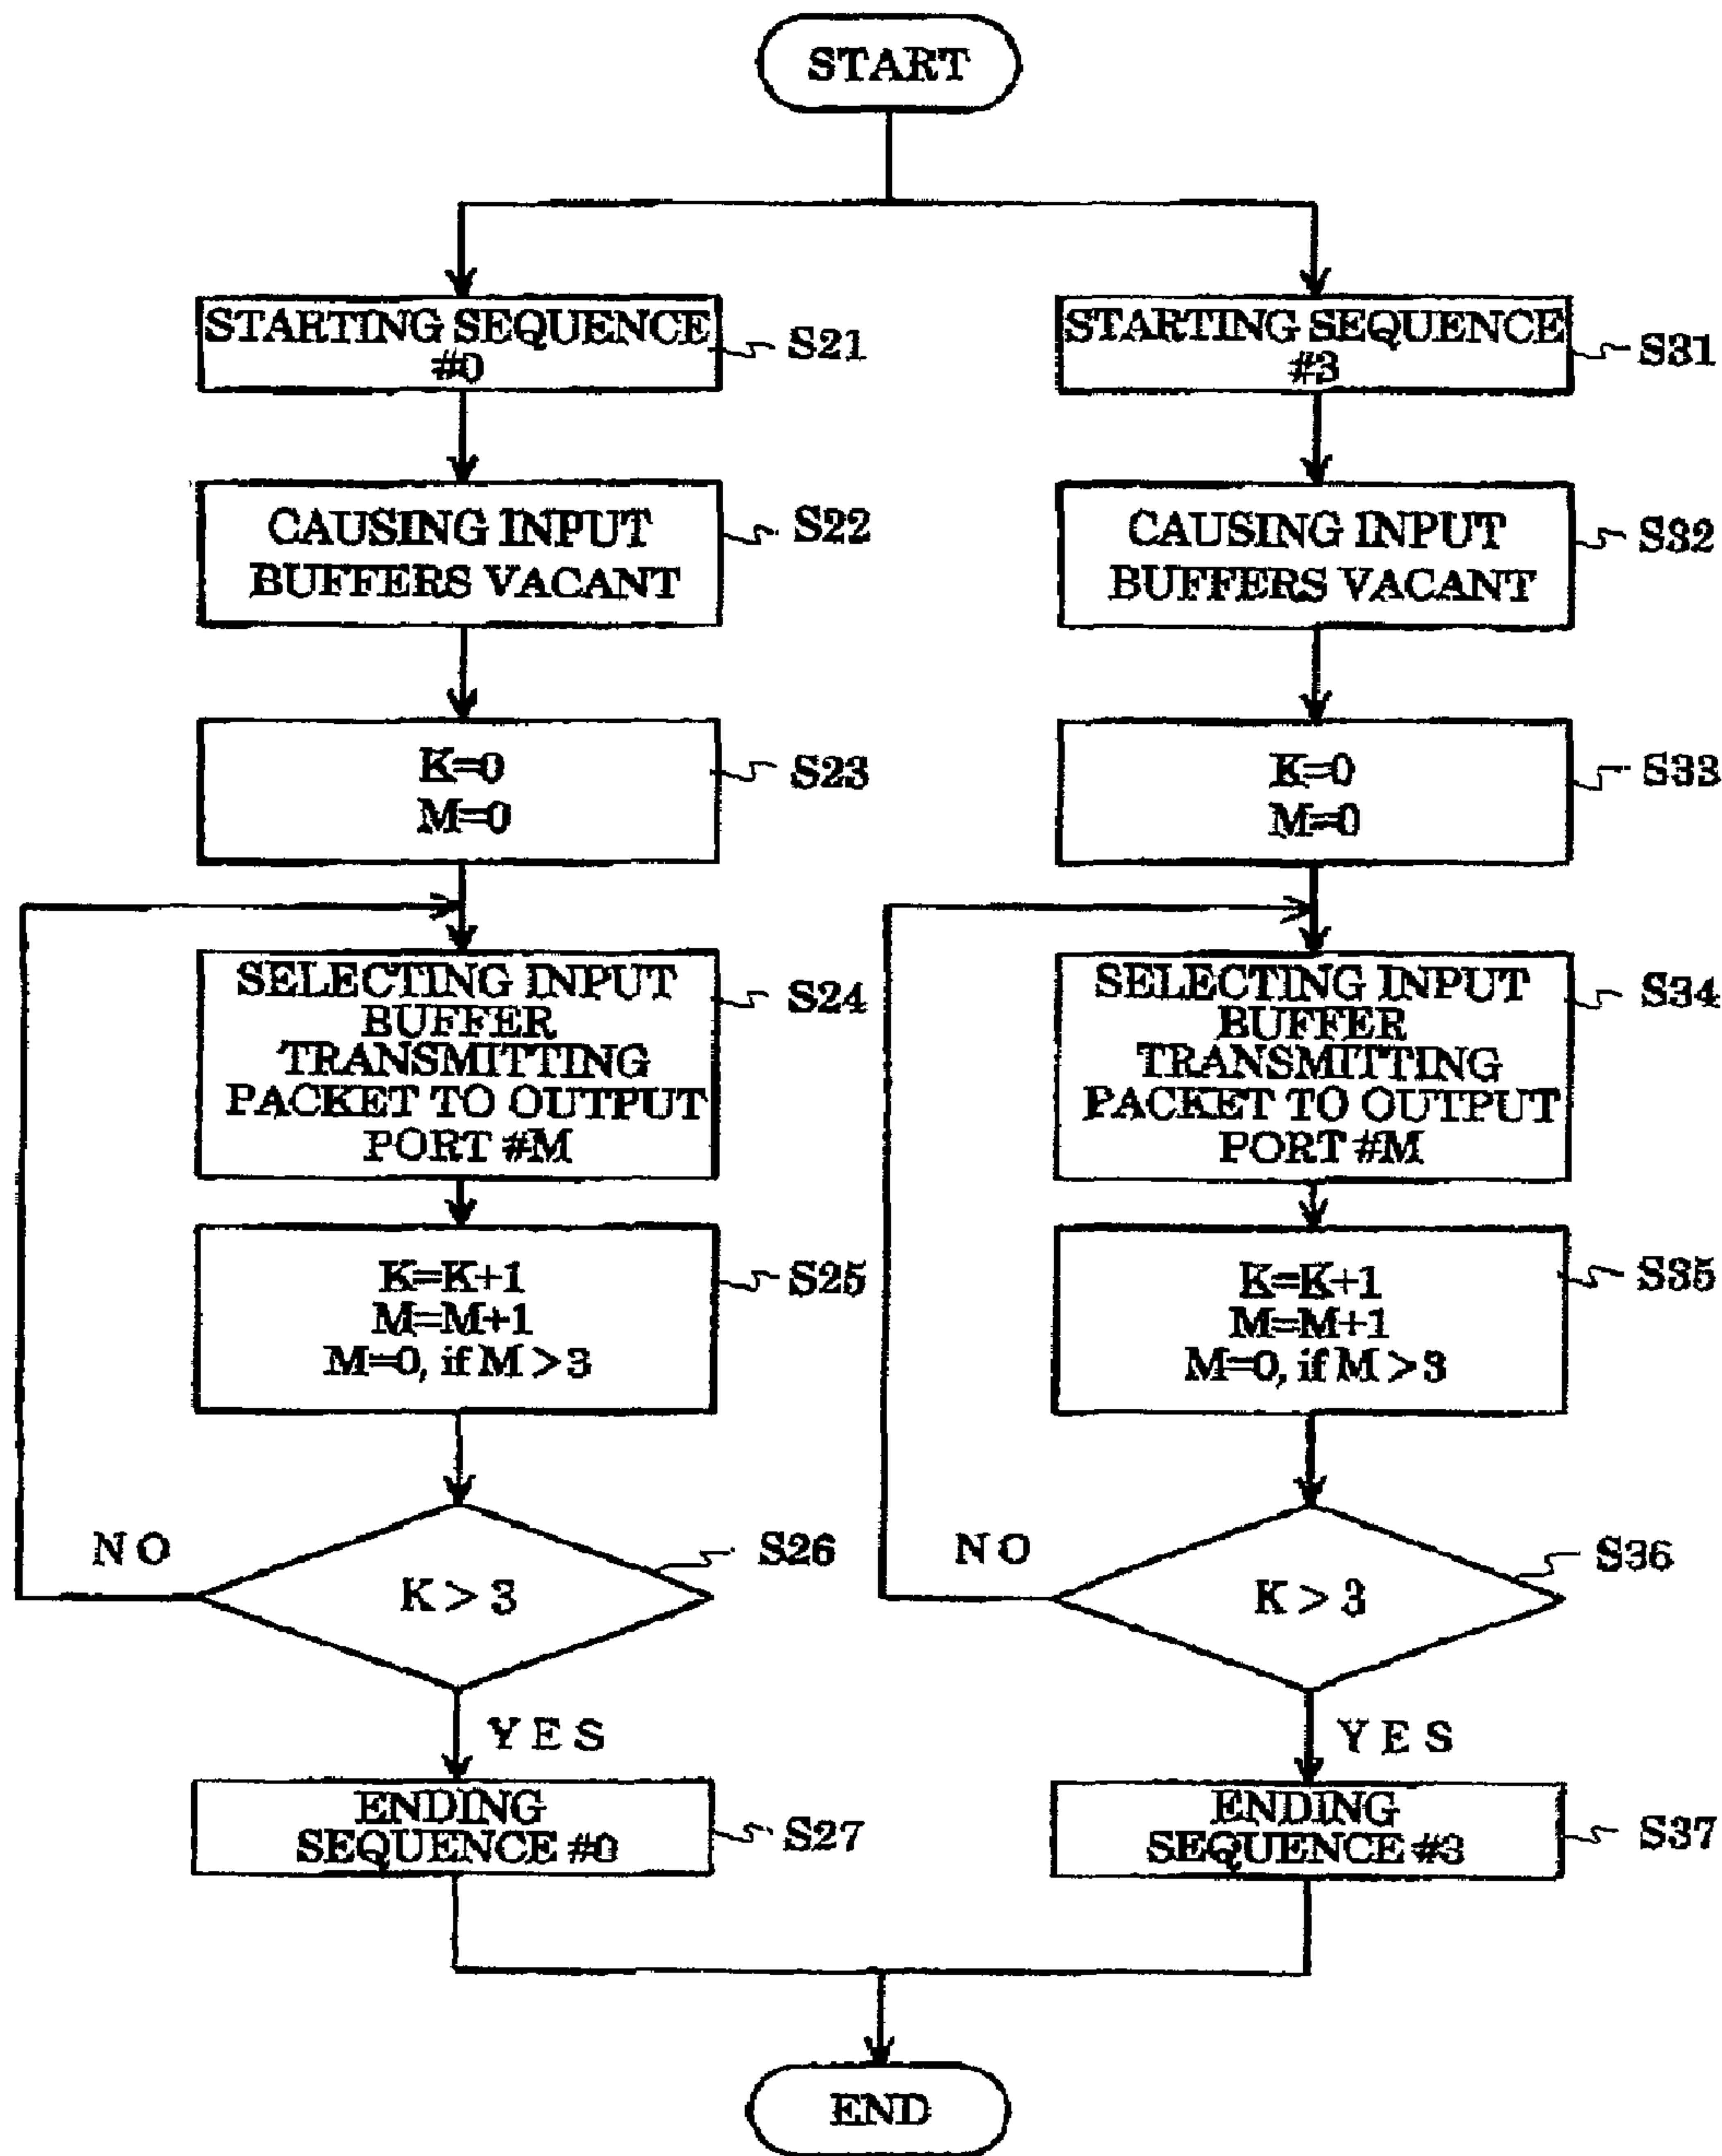 START
STARTING SEQUENCE
#0
S21
CAUSING INPUT
BUFFERS VACANT
S22
K=0
M=0
S23
SELECTING INPUT
BUFFER
TRANSMITTING
PACKET TO OUTPUT
PORT #M
S24
K=K+1
M=M+1
M=0, if M > 3
S25
K > 3
S26
NO
YES
ENDING
SEQUENCE #0
S27
STARTING SEQUENCE
#3
S31
CAUSING INPUT
BUFFERS VACANT
S32
K=0
M=0
S33
SELECTING INPUT
BUFFER
TRANSMITTING
PACKET TO OUTPUT
PORT #M
S34
K=K+1
M=M+1
M=0, if M > 3
S35
K > 3
S36
NO
YES
ENDING
SEQUENCE #3
S37
END